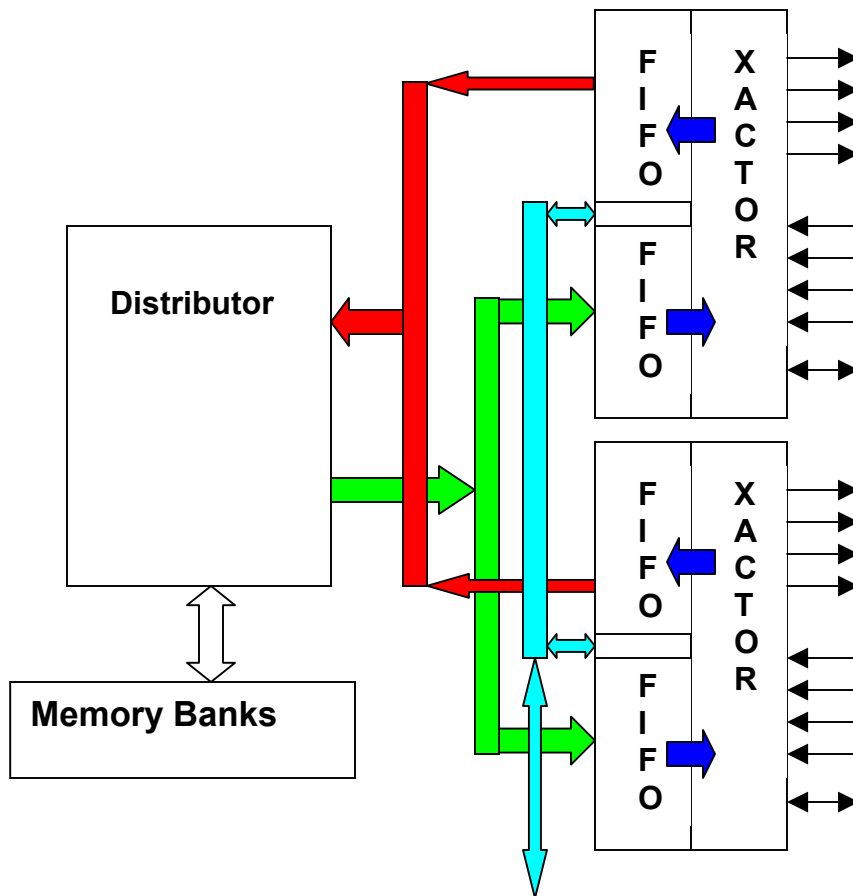 FIFO
XACTOR
FIFO
Distributor
FIFO
XACTOR
FIFO
Memory Banks